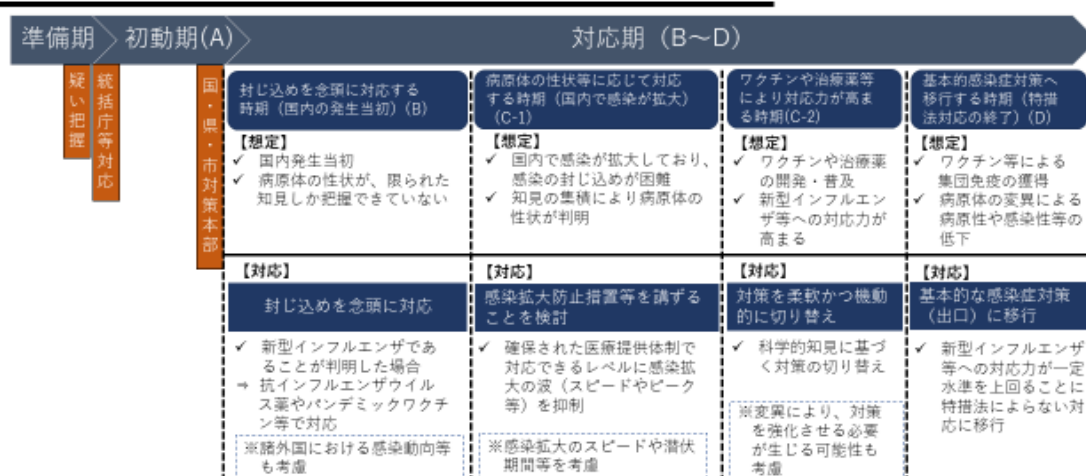 準備期
初動期(A)
対応期（B～D）
疑い把握
統括庁等対応
国・県・市対策本部
封じ込めを念頭に対応する
時期（国内の発生当初）(B)
【想定】
✓ 国内発生当初
✓ 病原体の性状が、限られた
知見しか把握できていない
病原体の性状等に応じて対応
する時期（国内で感染が拡大）
(C-1)
【想定】
✓ 国内で感染が拡大しており、
感染の封じ込めが困難
✓ 知見の集積により病原体の
性状が判明
ワクチンや治療薬等
により対応力が高ま
る時期(C-2)
【想定】
✓ ワクチンや治療薬
の開発・普及
✓ 新型インフルエン
ザ等への対応力が
高まる
基本的感染症対策へ
移行する時期（特措
法対応の終了）(D)
【想定】
✓ ワクチン等による
集団免疫の獲得
✓ 病原体の変異による
病原性や感染性等の
低下
【対応】
封じ込めを念頭に対応
✓ 新型インフルエンザであ
ることが判明した場合
⇒ 抗インフルエンザウイル
ス薬やパンデミックワクチ
ン等で対応
※諸外国における感染動向等
も考慮
【対応】
感染拡大防止措置等を講ずる
ことを検討
✓ 確保された医療提供体制で
対応できるレベルに感染拡
大の波（スピードやピーク
等）を抑制
※感染拡大のスピードや潜伏
期間等を考慮
【対応】
対策を柔軟かつ機動
的に切り替え
✓ 科学的知見に基づ
く対策の切り替え
※変異により、対策
を強化させる必要
が生じる可能性も
考慮
【対応】
基本的な感染症対策
（出口）に移行
✓ 新型インフルエンザ
等への対応力が一定
水準を上回ることに
特措法によらない対
応に移行